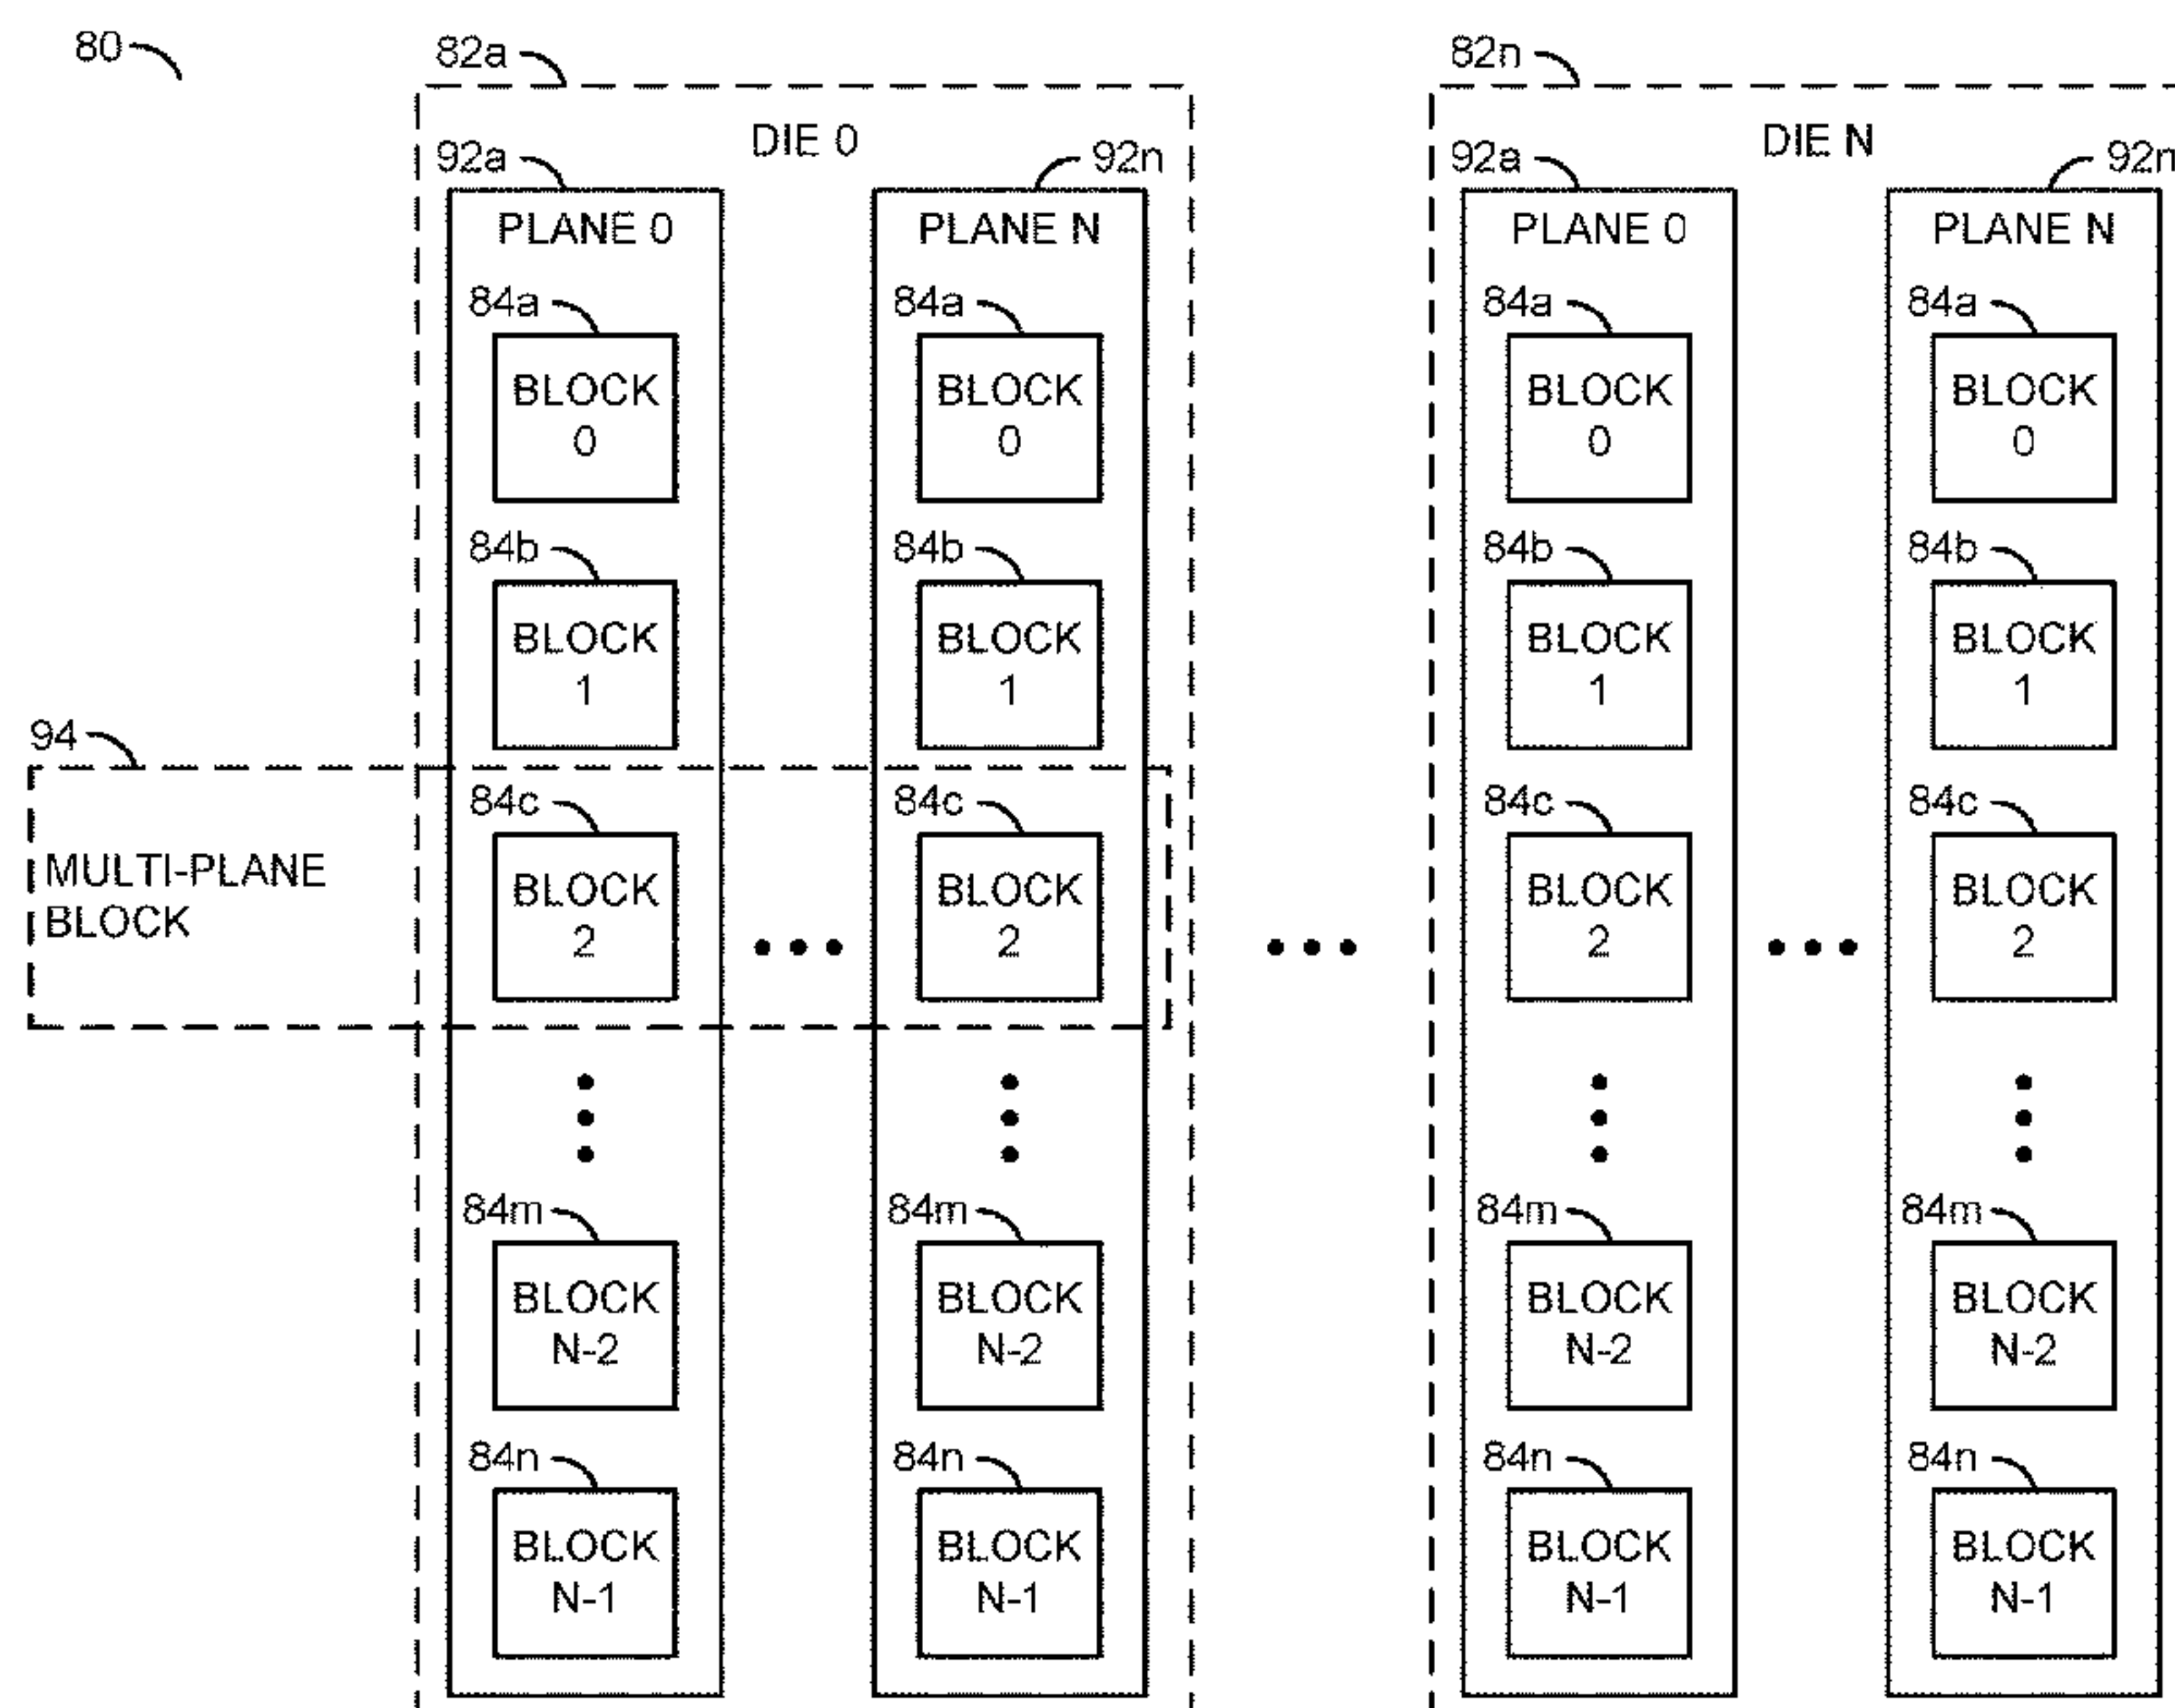 80
82a
82n
DIE 0
DIE N
92a
92n
92a
92n
PLANE 0
PLANE N
PLANE 0
PLANE N
84a
84a
84a
84a
BLOCK
0
BLOCK
0
BLOCK
0
BLOCK
0
84b
84b
84b
84b
BLOCK
1
BLOCK
1
BLOCK
1
BLOCK
1
94
MULTI-PLANE
BLOCK
84c
84c
84c
84c
BLOCK
2
BLOCK
2
BLOCK
2
BLOCK
2
84m
84m
84m
84m
BLOCK
N-2
BLOCK
N-2
BLOCK
N-2
BLOCK
N-2
84n
84n
84n
84n
BLOCK
N-1
BLOCK
N-1
BLOCK
N-1
BLOCK
N-1